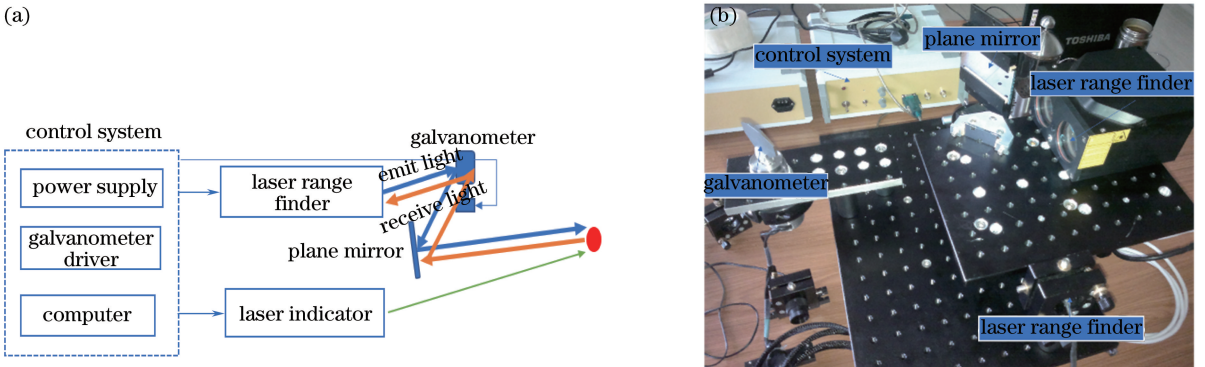 (a)
control system
power supply
galvanometer
driver
computer
laser range
finder
laser indicator
galvanometer
emit light
receive light
plane mirror
(b)
control system
plane mirror
TOSHIBA
laser range finder
galvanometer
laser range finder